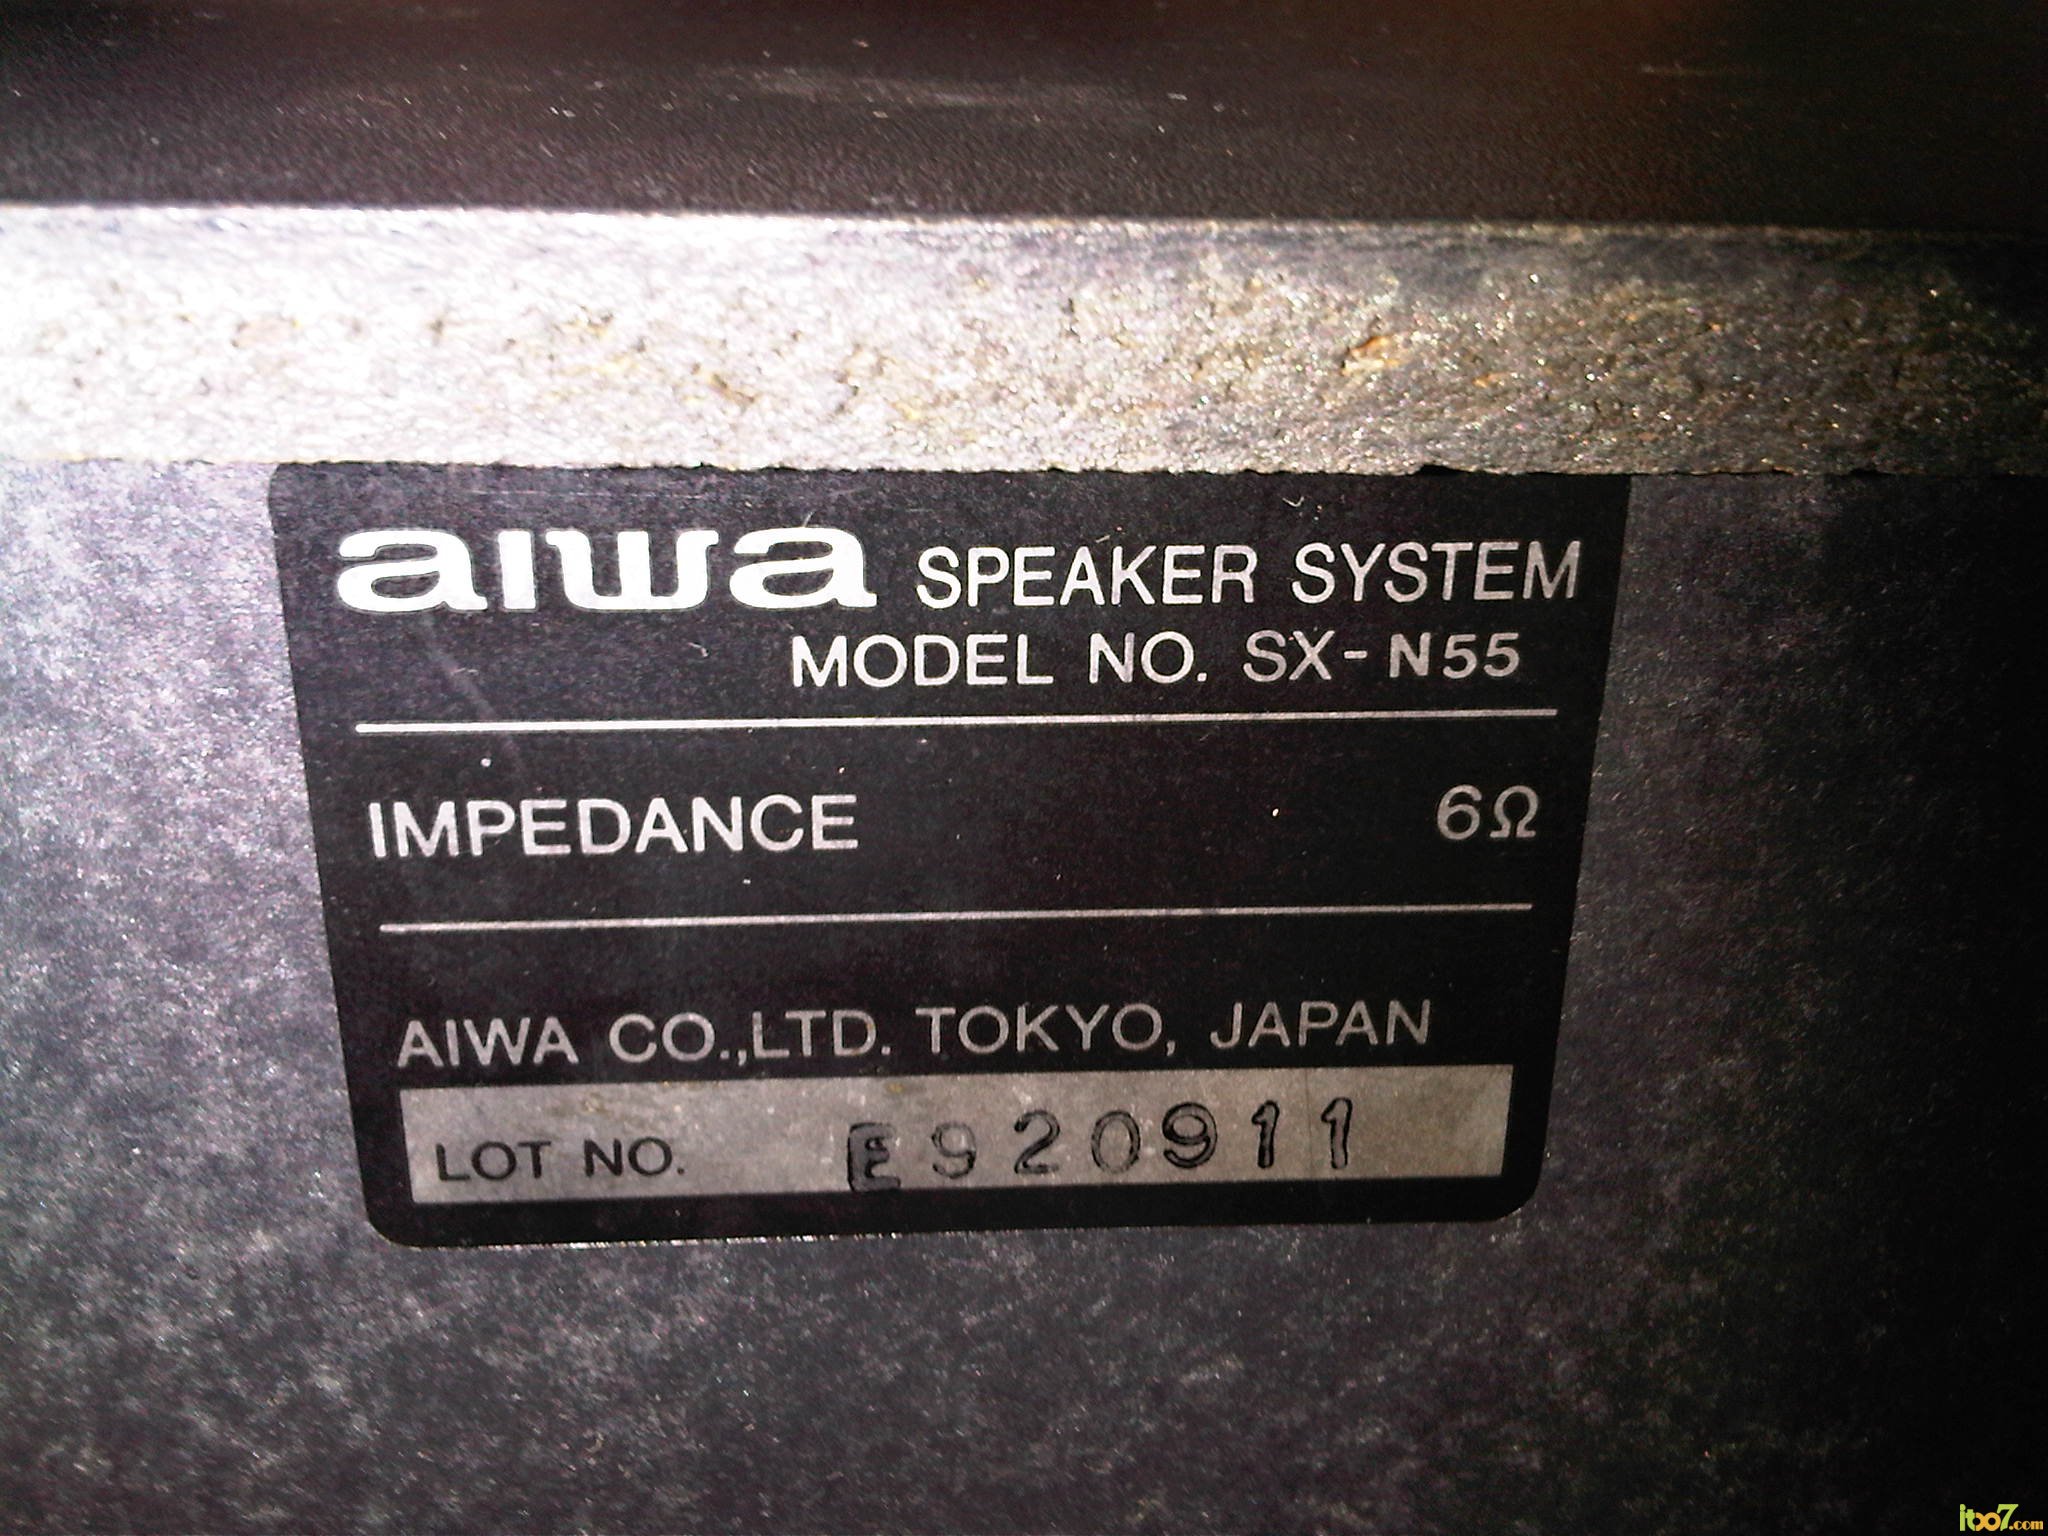 aiwa SPEAKER SYSTEM
MODEL NO. SX-N55
IMPEDANCE 6Ω
AIWA CO.,LTD. TOKYO, JAPAN
LOT NO. E920911
itbo7.com